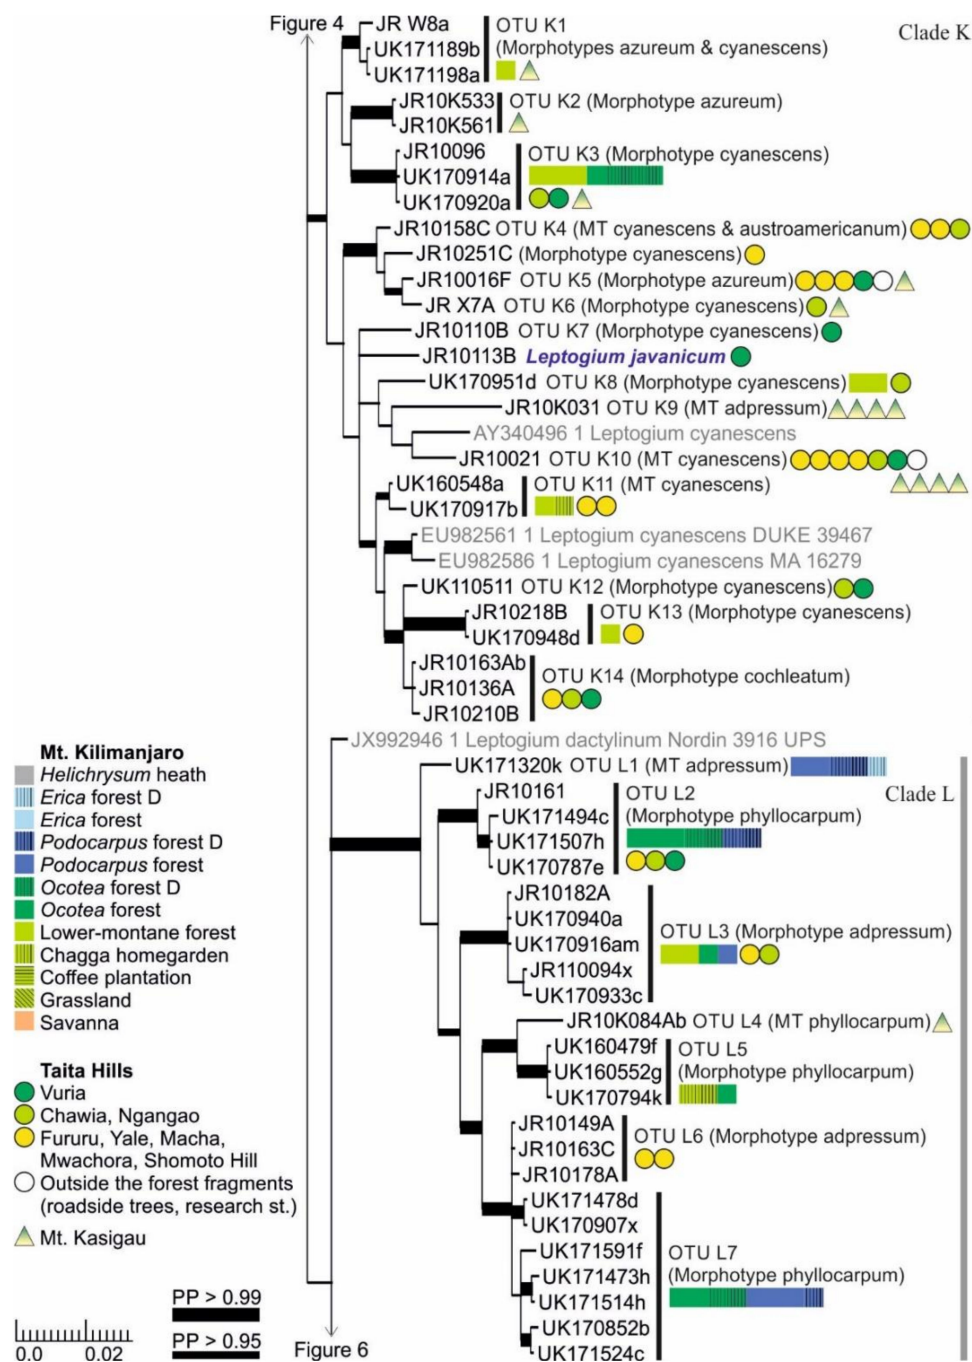 Figure 4
Clade K
JR W8a
OTU K1
UK171189b
(Morphotypes azureum & cyanescens)
UK171198a
JR10K533
OTU K2 (Morphotype azureum)
JR10K561
JR10096
OTU K3 (Morphotype cyanescens)
UK170914a
UK170920a
JR10158C OTU K4 (MT cyanescens & austroamericanum)
JR10251C (Morphotype cyanescens)
JR10016F OTU K5 (Morphotype azureum)
JR X7A OTU K6 (Morphotype cyanescens)
JR10110B OTU K7 (Morphotype cyanescens)
JR10113B Leptogium javanicum
UK170951d OTU K8 (Morphotype cyanescens)
JR10K031 OTU K9 (MT adpressum)
AY340496 1 Leptogium cyanescens
JR10021 OTU K10 (MT cyanescens)
UK160548a
OTU K11 (MT cyanescens)
UK170917b
EU982561 1 Leptogium cyanescens DUKE 39467
EU982586 1 Leptogium cyanescens MA 16279
UK110511 OTU K12 (Morphotype cyanescens)
JR10218B
OTU K13 (Morphotype cyanescens)
UK170948d
JR10163Ab
OTU K14 (Morphotype cochleatum)
JR10136A
JR10210B
JX992946 1 Leptogium dactylinum Nordin 3916 UPS
UK171320k OTU L1 (MT adpressum)
Clade L
JR10161
OTU L2
UK171494c
(Morphotype phyllocarpum)
UK171507h
UK170787e
JR10182A
UK170940a
OTU L3 (Morphotype adpressum)
UK170916am
JR110094x
UK170933c
JR10K084Ab OTU L4 (MT phyllocarpum)
UK160479f
OTU L5
UK160552g
(Morphotype phyllocarpum)
UK170794k
JR10149A
OTU L6 (Morphotype adpressum)
JR10163C
JR10178A
UK171478d
UK170907x
UK171591f
OTU L7
UK171473h
(Morphotype phyllocarpum)
UK171514h
UK170852b
UK171524c
Figure 6
Mt. Kilimanjaro
Helichrysum heath
Erica forest D
Erica forest
Podocarpus forest D
Podocarpus forest
Ocotea forest D
Ocotea forest
Lower-montane forest
Chagga homegarden
Coffee plantation
Grassland
Savanna
Taita Hills
Vuria
Chawia, Ngangao
Fururu, Yale, Macha,
Mwachora, Shomoto Hill
Outside the forest fragments
(roadside trees, research st.)
Mt. Kasigau
PP > 0.99
PP > 0.95
0.0 0.02